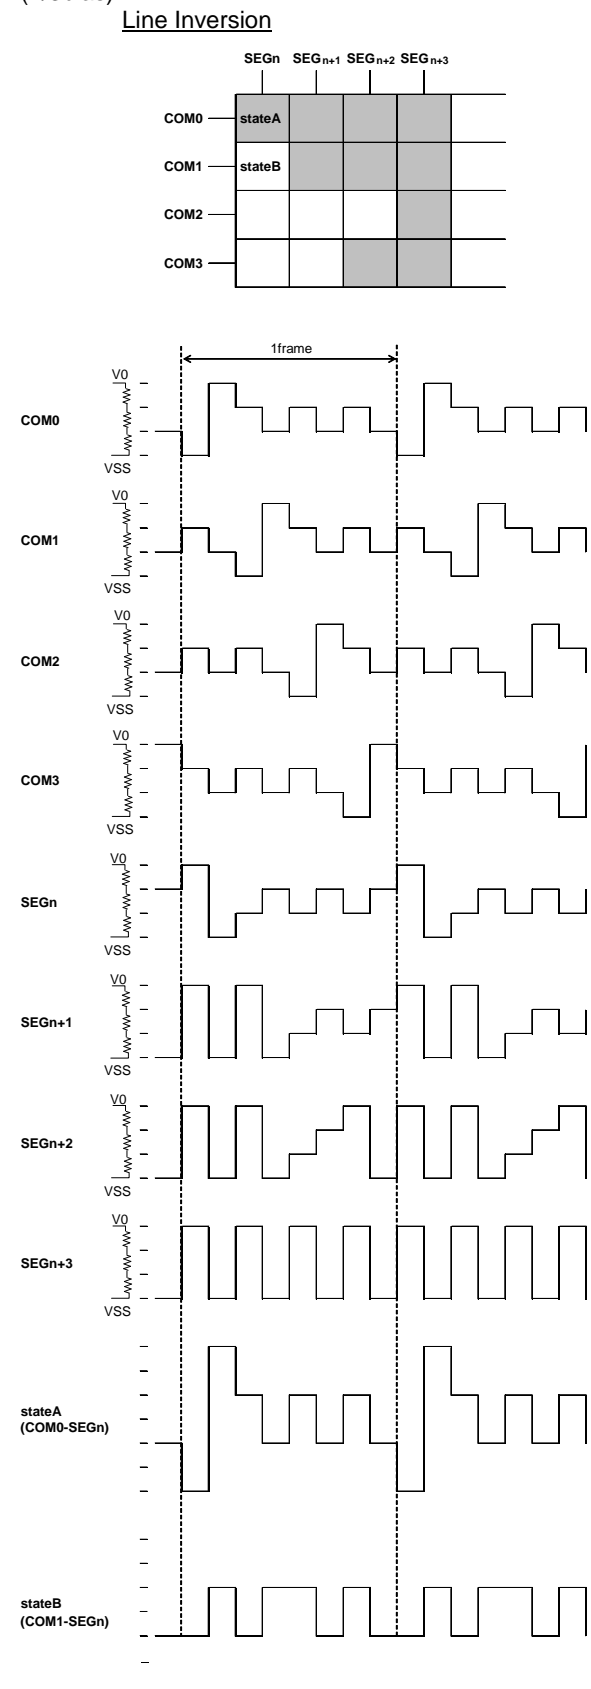 Line Inversion
SEGn SEGn+1 SEGn+2 SEGn+3
COM0 stateA
COM1 stateB
COM2
COM3
1frame
V0
COM0
VSS
V0
COM1
VSS
V0
COM2
VSS
V0
COM3
VSS
V0
SEGn
VSS
V0
SEGn+1
VSS
V0
SEGn+2
VSS
V0
SEGn+3
VSS
stateA
(COM0-SEGn)
stateB
(COM1-SEGn)